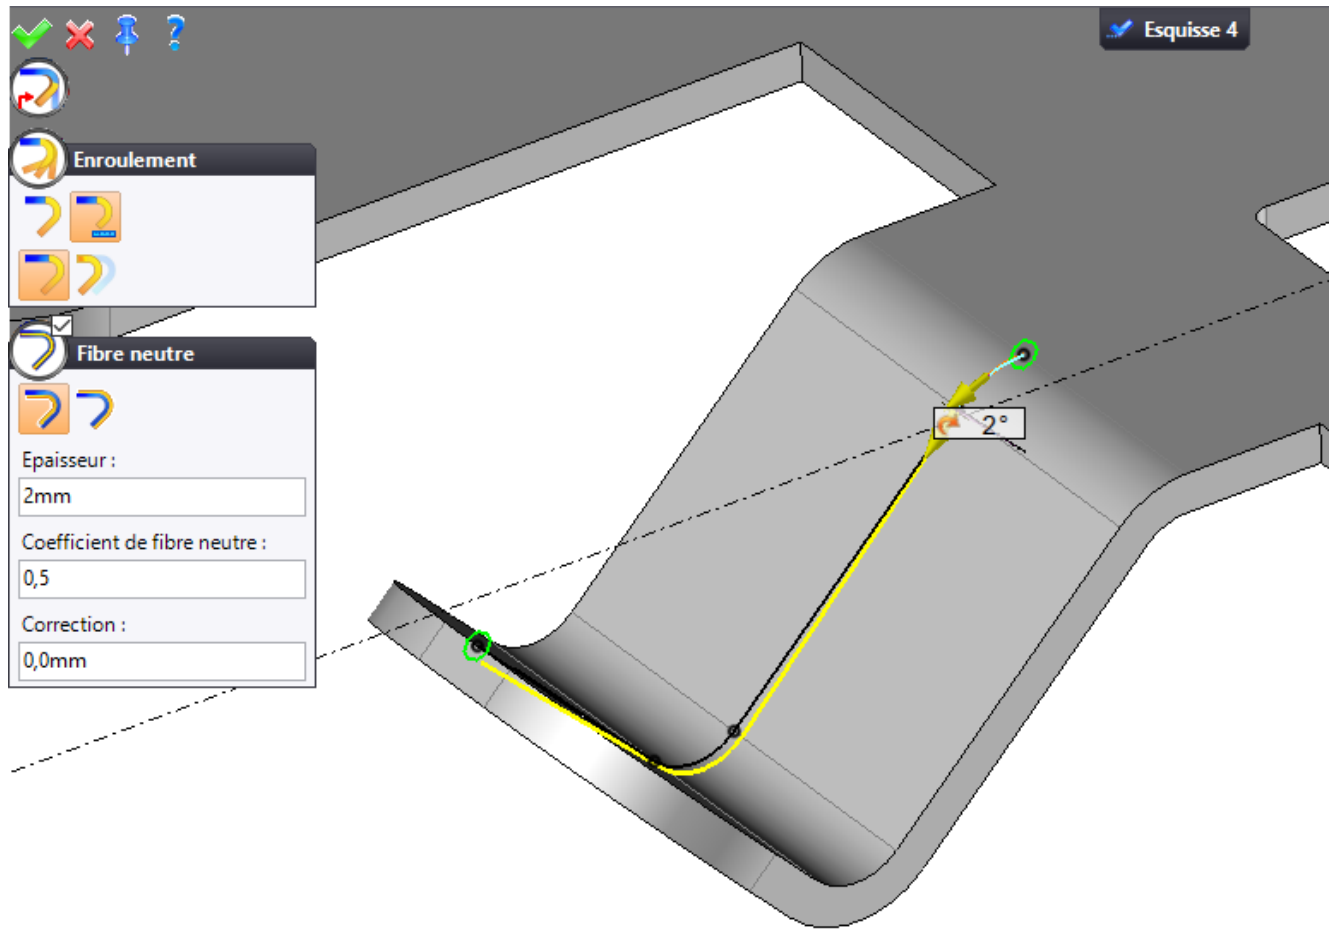 Esquisse 4
Enroulement
Fibre neutre
Epaisseur :
2mm
Coefficient de fibre neutre :
0,5
Correction :
0,0mm
2°